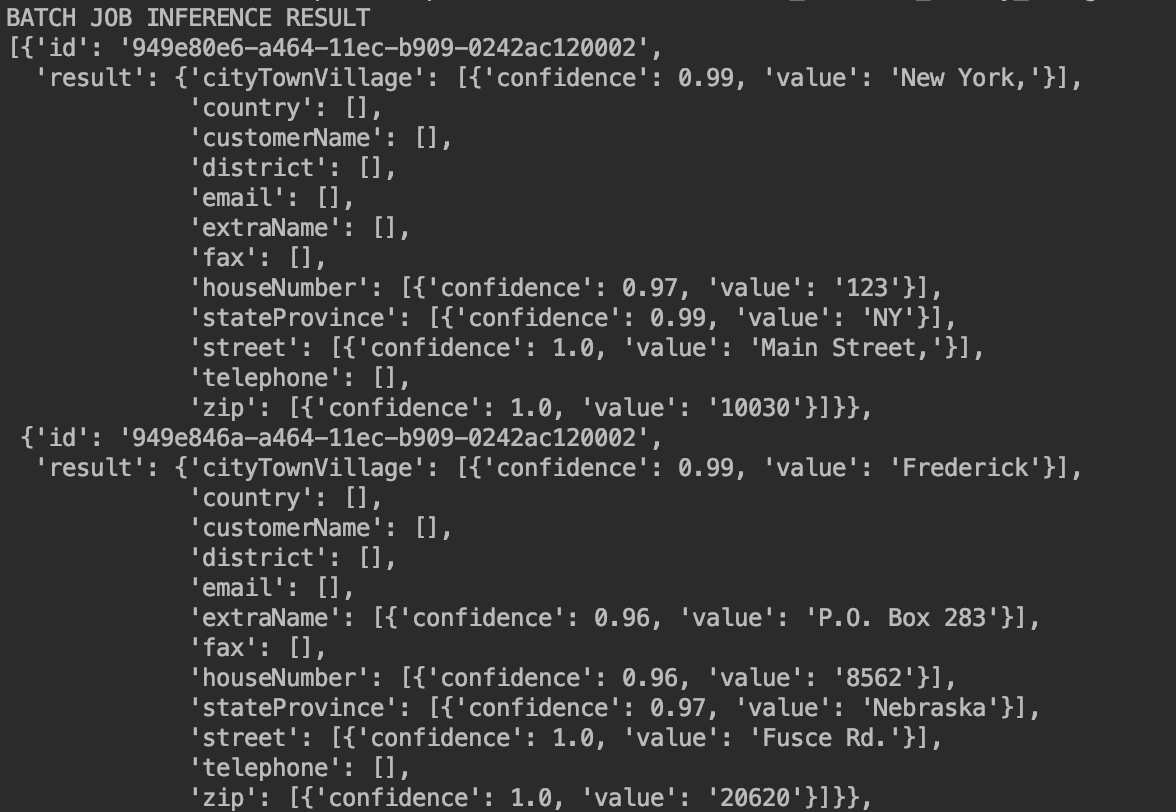 BATCH JOB INFERENCE RESULT
[{'id': '949e80e6-a464-11ec-b909-0242ac120002',
'result': {'cityTownVillage': [{'confidence': 0.99, 'value': 'New York,'}],
'country': [],
'customerName': [],
'district': [],
'email': [],
'extraName': [],
'fax': [],
'houseNumber': [{'confidence': 0.97, 'value': '123'}],
'stateProvince': [{'confidence': 0.99, 'value': 'NY'}],
'street': [{'confidence': 1.0, 'value': 'Main Street,'}],
'telephone': [],
'zip': [{'confidence': 1.0, 'value': '10030'}]}},
{'id': '949e846a-a464-11ec-b909-0242ac120002',
'result': {'cityTownVillage': [{'confidence': 0.99, 'value': 'Frederick'}],
'country': [],
'customerName': [],
'district': [],
'email': [],
'extraName': [{'confidence': 0.96, 'value': 'P.O. Box 283'}],
'fax': [],
'houseNumber': [{'confidence': 0.96, 'value': '8562'}],
'stateProvince': [{'confidence': 0.97, 'value': 'Nebraska'}],
'street': [{'confidence': 1.0, 'value': 'Fusce Rd.'}],
'telephone': [],
'zip': [{'confidence': 1.0, 'value': '20620'}]}},